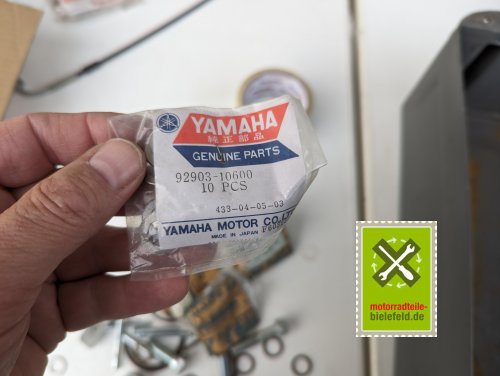 YAMAHA
純正部品
GENUINE PARTS
92903-10600
10 PCS
433-04-05-03
YAMAHA MOTOR CO.,LTD
MADE IN JAPAN
motorradteile-
bielefeld.de